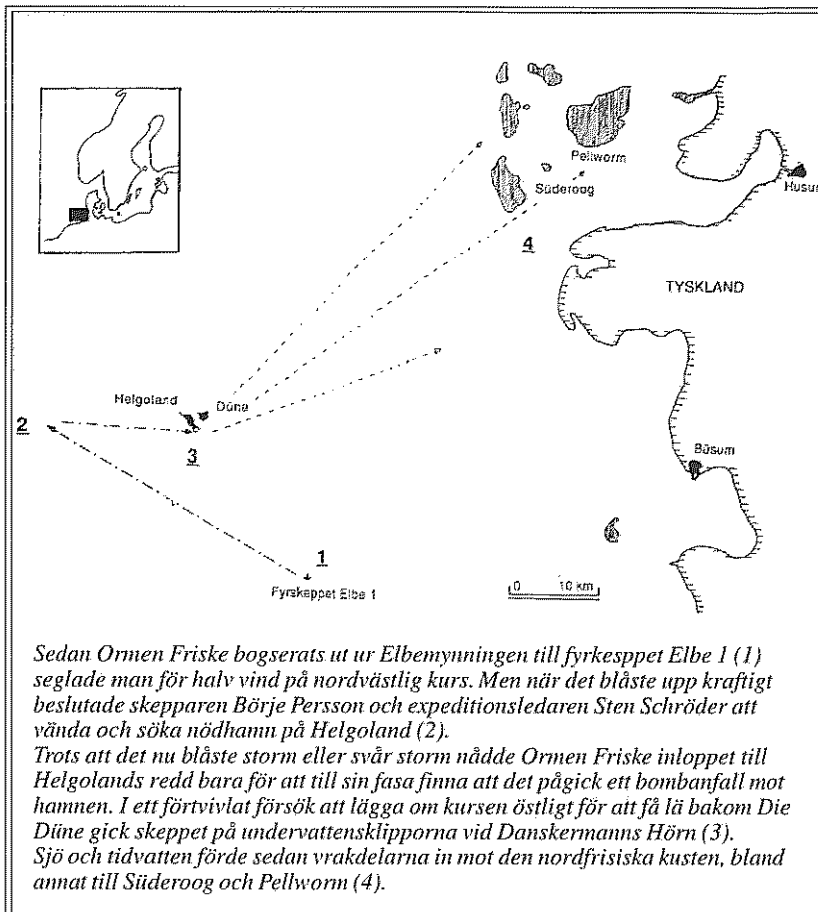 Pellworm
Süderoog
Husum
4
TYSKLAND
Helgoland
Düne
2
3
Büsum
1
Fyrskeppet Elbe 1
0 10 km
Sedan Ormen Friske bogserats ut ur Elbemynningen till fyrkesppet Elbe 1 (1)
seglade man för halv vind på nordvästlig kurs. Men när det blåste upp kraftigt
beslutade skepparen Börje Persson och expeditionsledaren Sten Schröder att
vända och söka nödhamn på Helgoland (2).
Trots att det nu blåste storm eller svår storm nådde Ormen Friske inloppet till
Helgolands redd bara för att till sin fasa finna att det pågick ett bombanfall mot
hamnen. I ett förtvivlat försök att lägga om kursen östligt för att få lä bakom Die
Düne gick skeppet på undervattensklipporna vid Danskermanns Hörn (3).
Sjö och tidvatten förde sedan vrakdelarna in mot den nordfrisiska kusten, bland
annat till Süderoog och Pellworm (4).